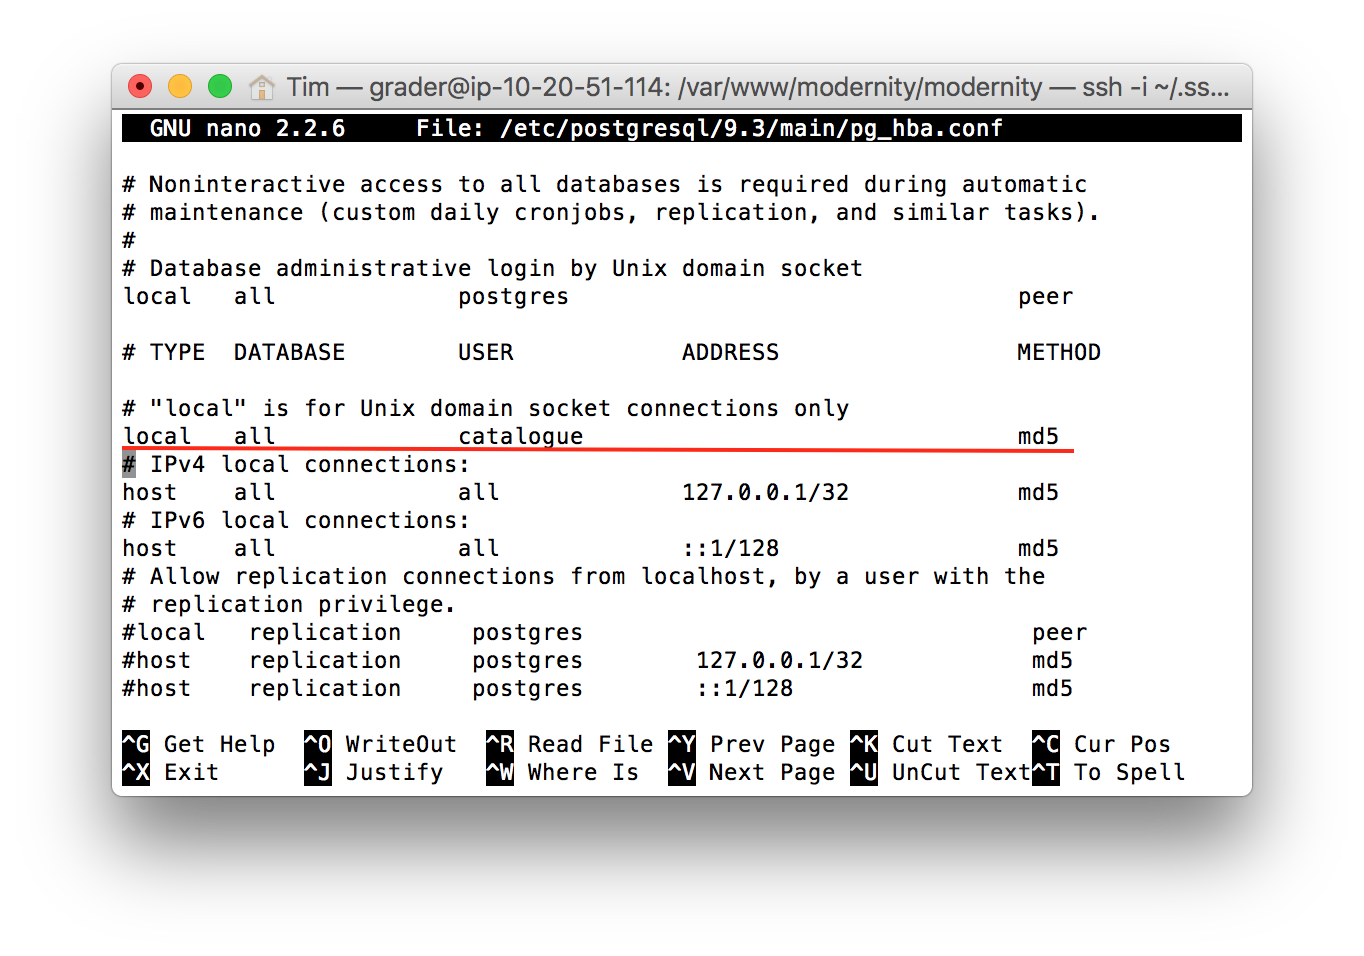 Tim — grader@ip-10-20-51-114: /var/www/modernity/modernity — ssh -i ~/.ss...
GNU nano 2.2.6 File: /etc/postgresql/9.3/main/pg_hba.conf
# Noninteractive access to all databases is required during automatic
# maintenance (custom daily cronjobs, replication, and similar tasks).
#
# Database administrative login by Unix domain socket
local all postgres peer
# TYPE DATABASE USER ADDRESS METHOD
# "local" is for Unix domain socket connections only
local all catalogue md5
# IPv4 local connections:
host all all 127.0.0.1/32 md5
# IPv6 local connections:
host all all ::1/128 md5
# Allow replication connections from localhost, by a user with the
# replication privilege.
#local replication postgres peer
#host replication postgres 127.0.0.1/32 md5
#host replication postgres ::1/128 md5
^G Get Help ^O WriteOut ^R Read File ^Y Prev Page ^K Cut Text ^C Cur Pos
^X Exit ^J Justify ^W Where Is ^V Next Page ^U UnCut Text ^T To Spell